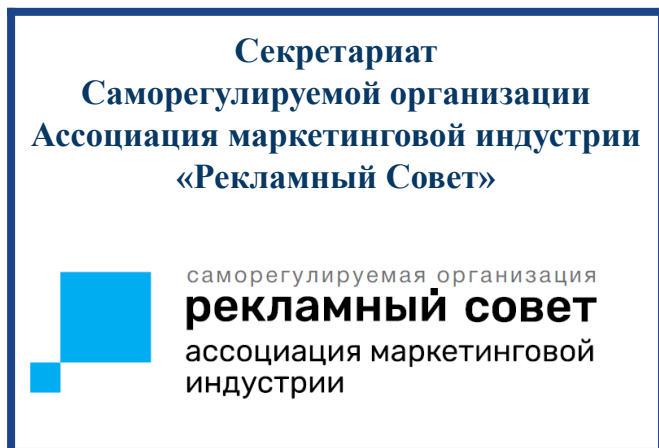 Секретариат
Саморегулируемой организации
Ассоциация маркетинговой индустрии
«Рекламный Совет»
саморегулируемая организация
рекламный совет
ассоциация маркетинговой
индустрии